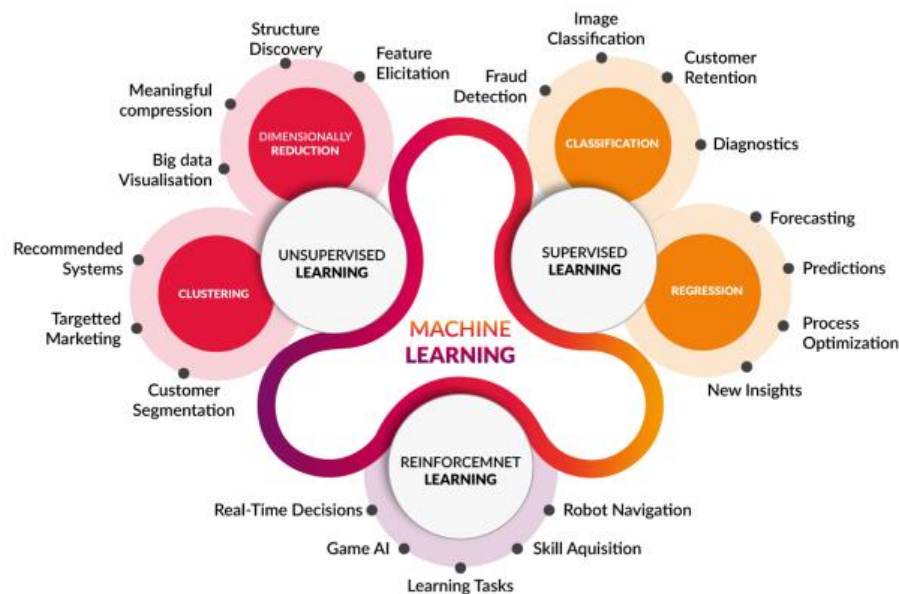 Structure
Discovery
Feature
Elicitation
Meaningful
compression
Big data
Visualisation
DIMENSIONALLY
REDUCTION
Recommended
Systems
Targetted
Marketing
Customer
Segmentation
CLUSTERING
UNSUPERVISED
LEARNING
Image
Classification
Fraud
Detection
Customer
Retention
Diagnostics
CLASSIFICATION
SUPERVISED
LEARNING
Forecasting
Predictions
Process
Optimization
New Insights
REGRESSION
MACHINE
LEARNING
REINFORCEMNET
LEARNING
Real-Time Decisions
Game AI
Learning Tasks
Skill Aquisition
Robot Navigation